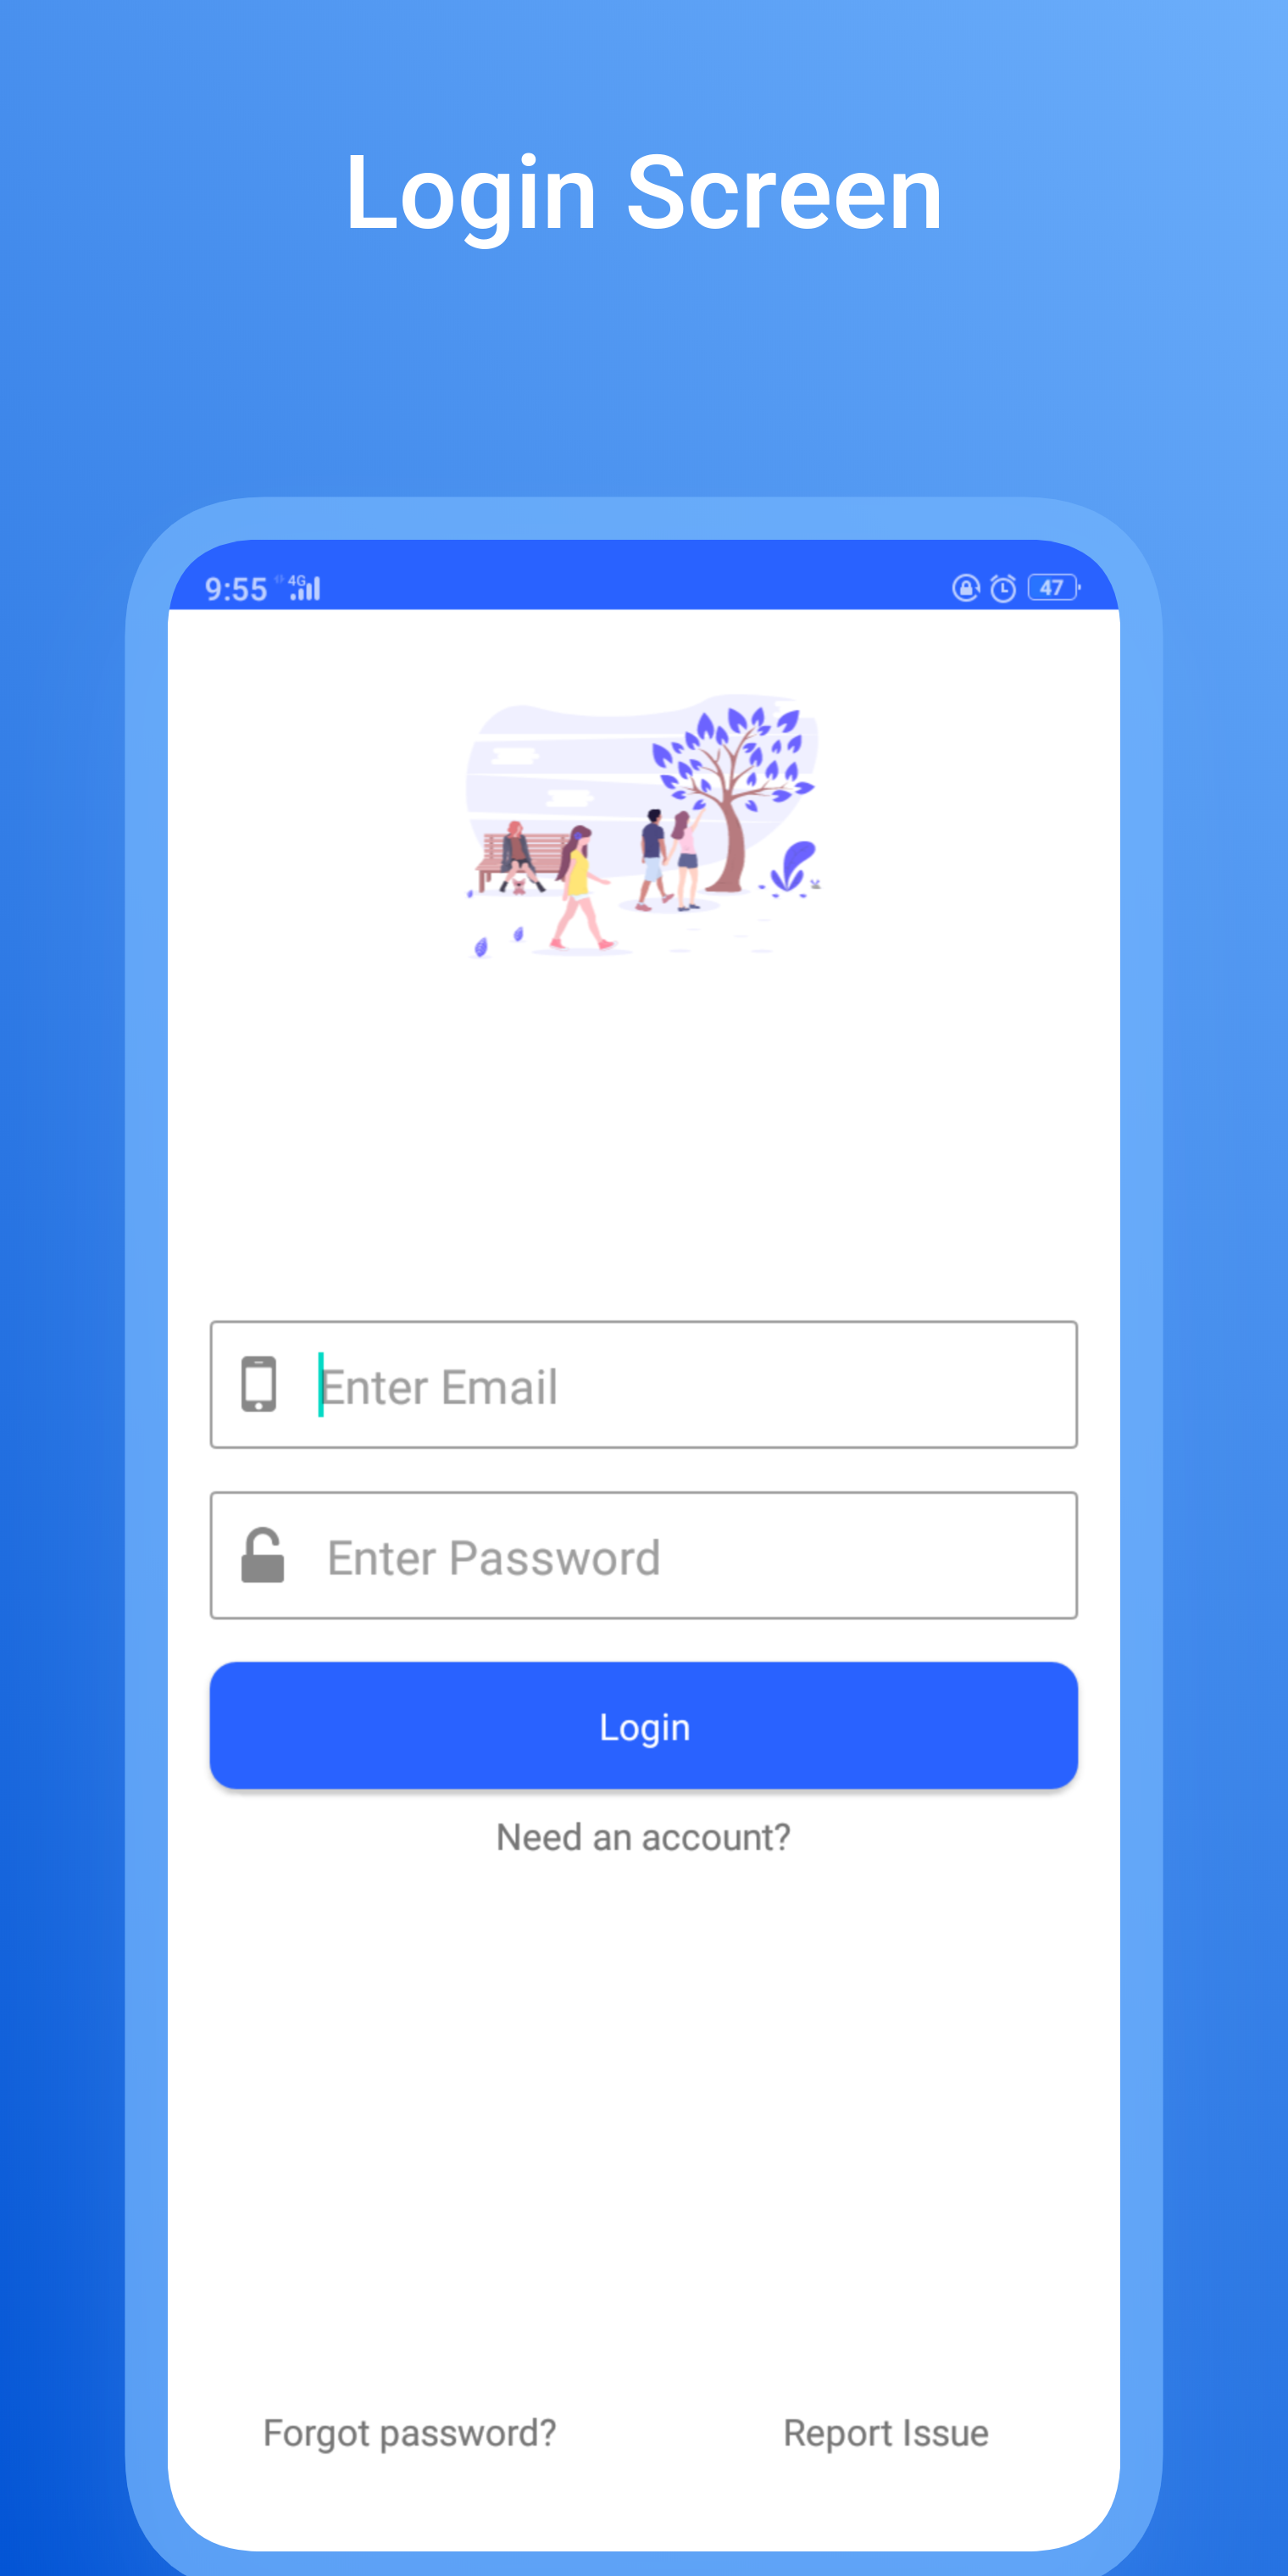 Login Screen
9:55 4G 47
Enter Email
Enter Password
Login
Need an account?
Forgot password? Report Issue